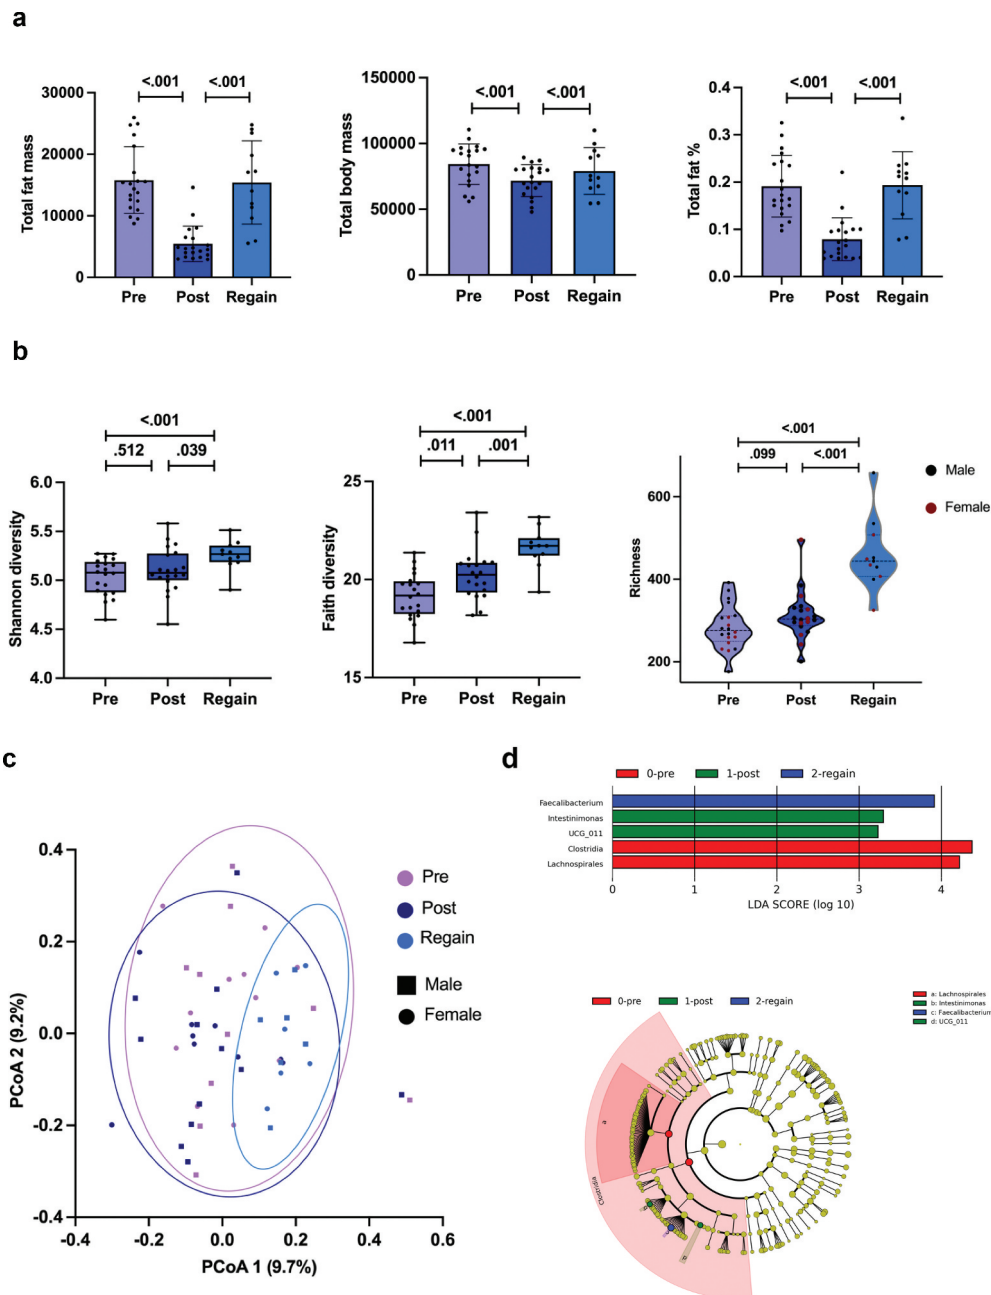 a
<.001 <.001
30000
20000
10000
0
Total fat mass
Pre Post Regain
<.001 <.001
150000
100000
50000
0
Total body mass
Pre Post Regain
<.001 <.001
0.4
0.3
0.2
0.1
0.0
Total fat %
Pre Post Regain
b
<.001
.512 .039
6.0
5.5
5.0
4.5
4.0
Shannon diversity
Pre Post Regain
<.001
.011 .001
25
20
15
Faith diversity
Pre Post Regain
<.001
.099 <.001
600
400
200
Richness
Pre Post Regain
Male
Female
c
0.4
0.2
0.0
-0.2
-0.4
PCoA 2 (9.2%)
-0.4 -0.2 0.0 0.2 0.4 0.6
PCoA 1 (9.7%)
Pre
Post
Regain
Male
Female
d
0-pre 1-post 2-regain
Faecalibacterium
Intestinimonas
UCG_011
Clostridia
Lachnospirales
0 1 2 3 4
LDA SCORE (log 10)
0-pre 1-post 2-regain
a: Lachnospirales
b: Intestinimonas
c: Faecalibacterium
d: UCG_011
a
Clostridia